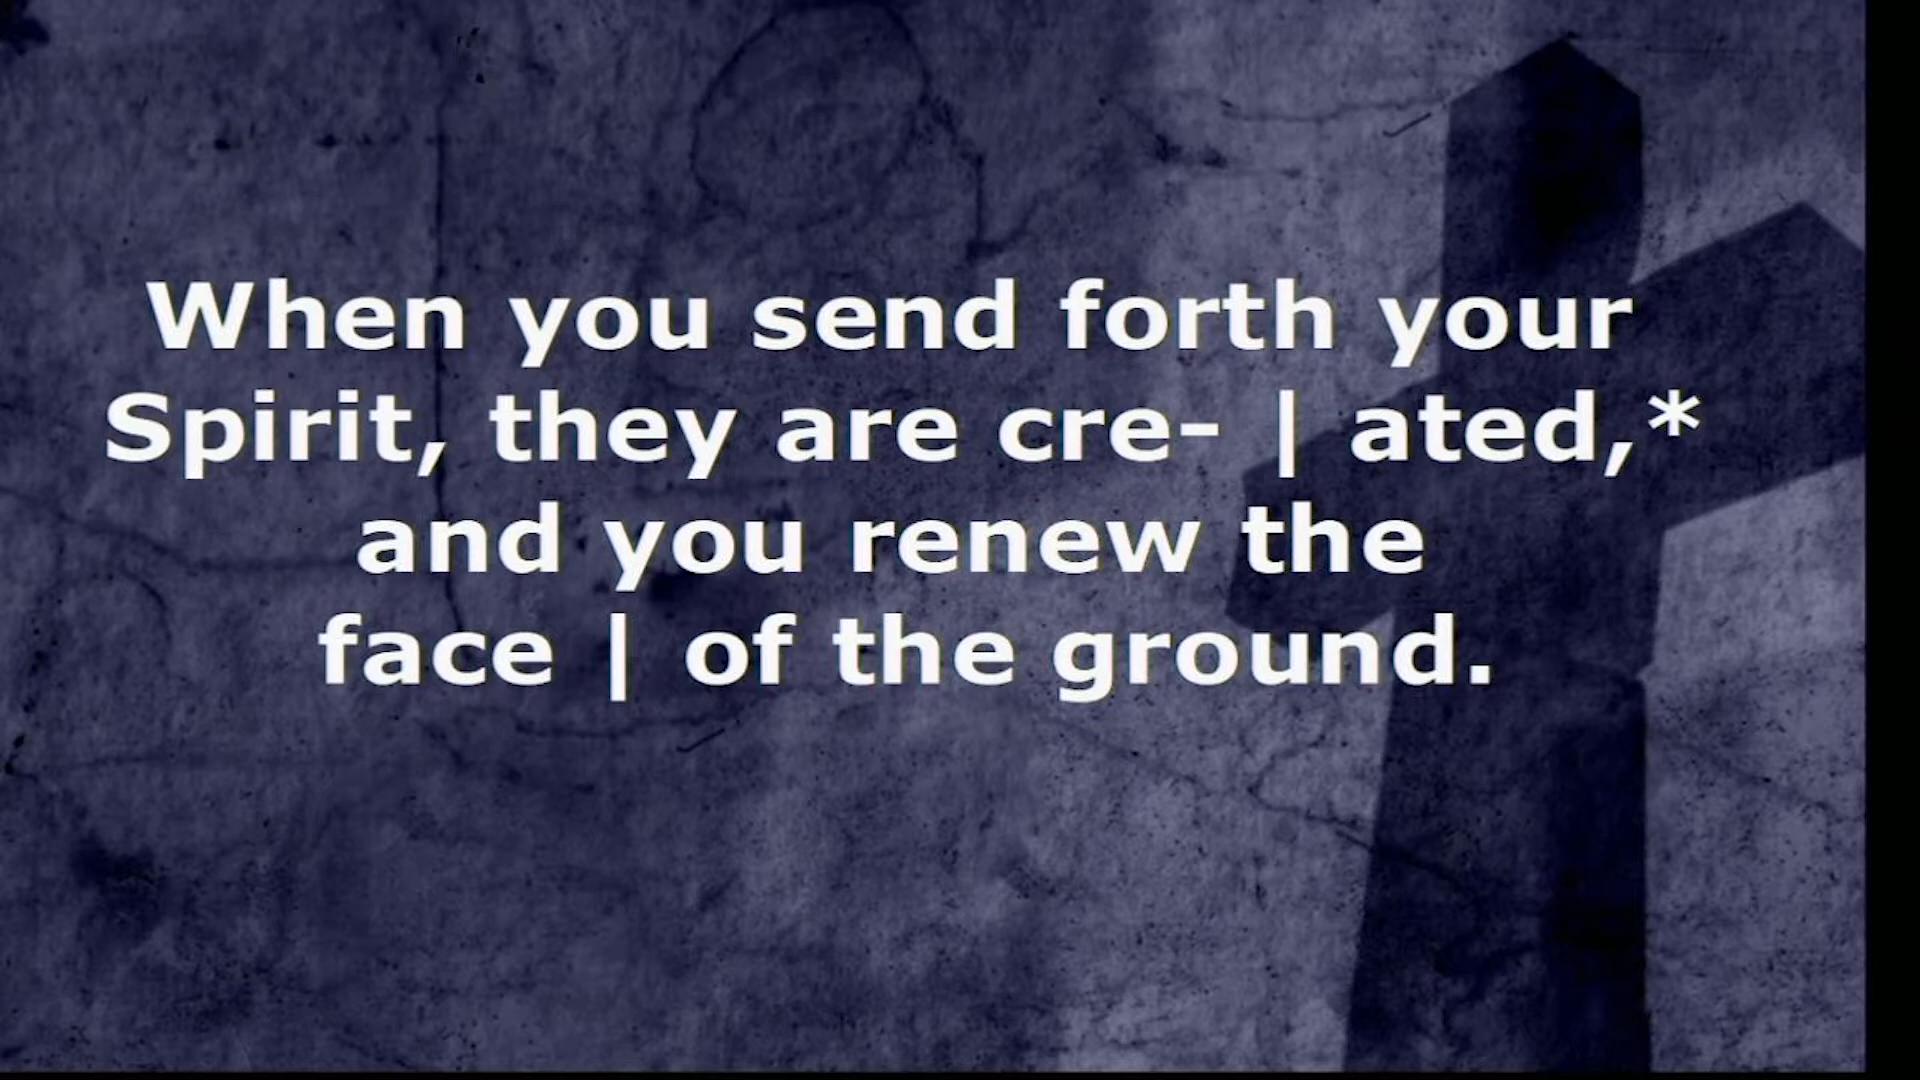 When you send forth your
Spirit, they are cre- | ated,*
and you renew the
face | of the ground.